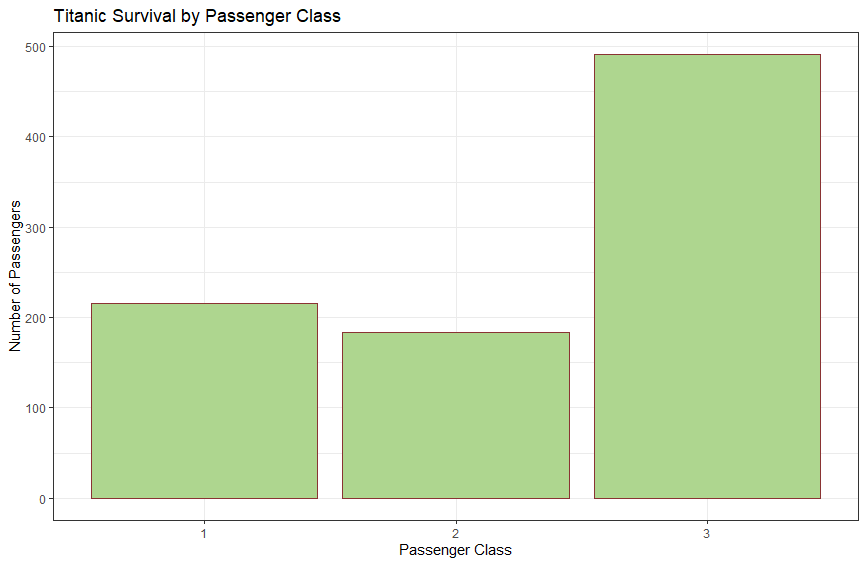 Titanic Survival by Passenger Class
Number of Passengers
500
400
300
200
100
0
1 2 3
Passenger Class